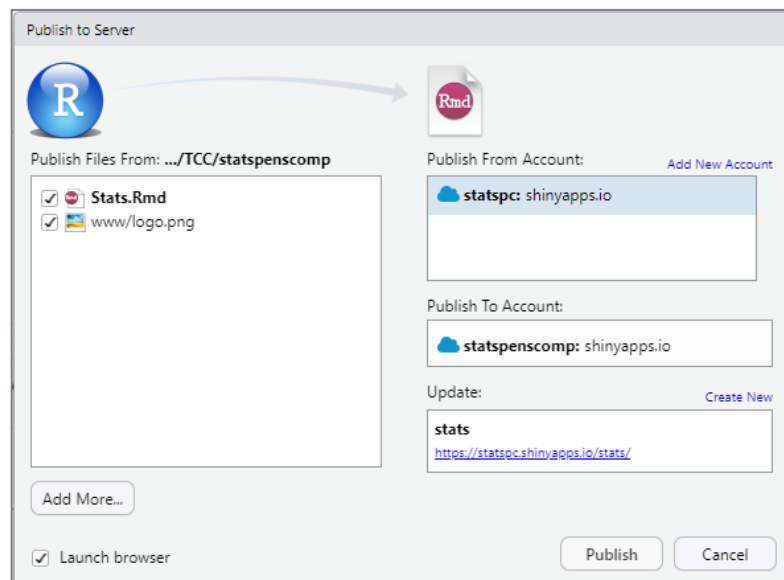 Publish to Server
R
Rmd
Publish Files From: .../TCC/statspenscomp
Stats.Rmd
www/logo.png
Add More...
Launch browser
Publish From Account:
Add New Account
statspc: shinyapps.io
Publish To Account:
statspenscomp: shinyapps.io
Update:
Create New
stats
https://statspc.shinyapps.io/stats/
Publish
Cancel